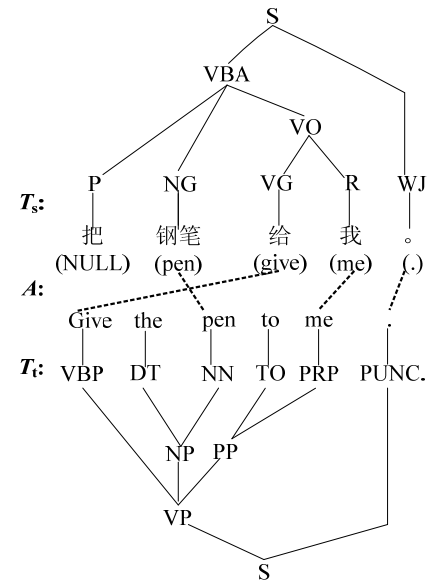 S
VBA
VO
P NG VG R WJ
Ts:
把 钢笔 给 我 。
(NULL) (pen) (give) (me) (.)
A:
Give the pen to me .
Tt:
VBP DT NN TO PRP PUNC.
NP PP
VP
S